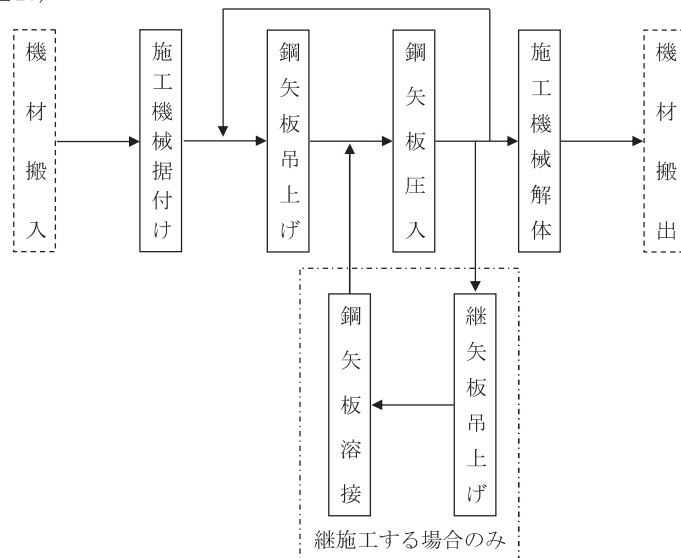 機材搬入
施工機械据付け
鋼矢板吊上げ
鋼矢板圧入
施工機械解体
機材搬出
鋼矢板溶接
継矢板吊上げ
継施工する場合のみ